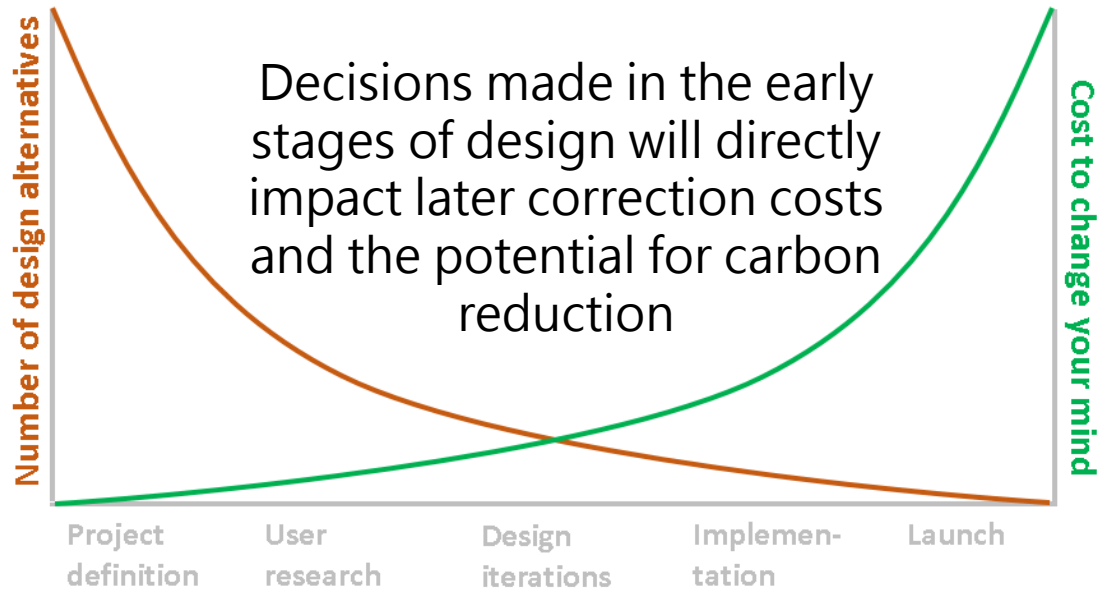 Number of design alternatives
Decisions made in the early
stages of design will directly
impact later correction costs
and the potential for carbon
reduction
Cost to change your mind
Project
definition
User
research
Design
iterations
Implemen-
tation
Launch